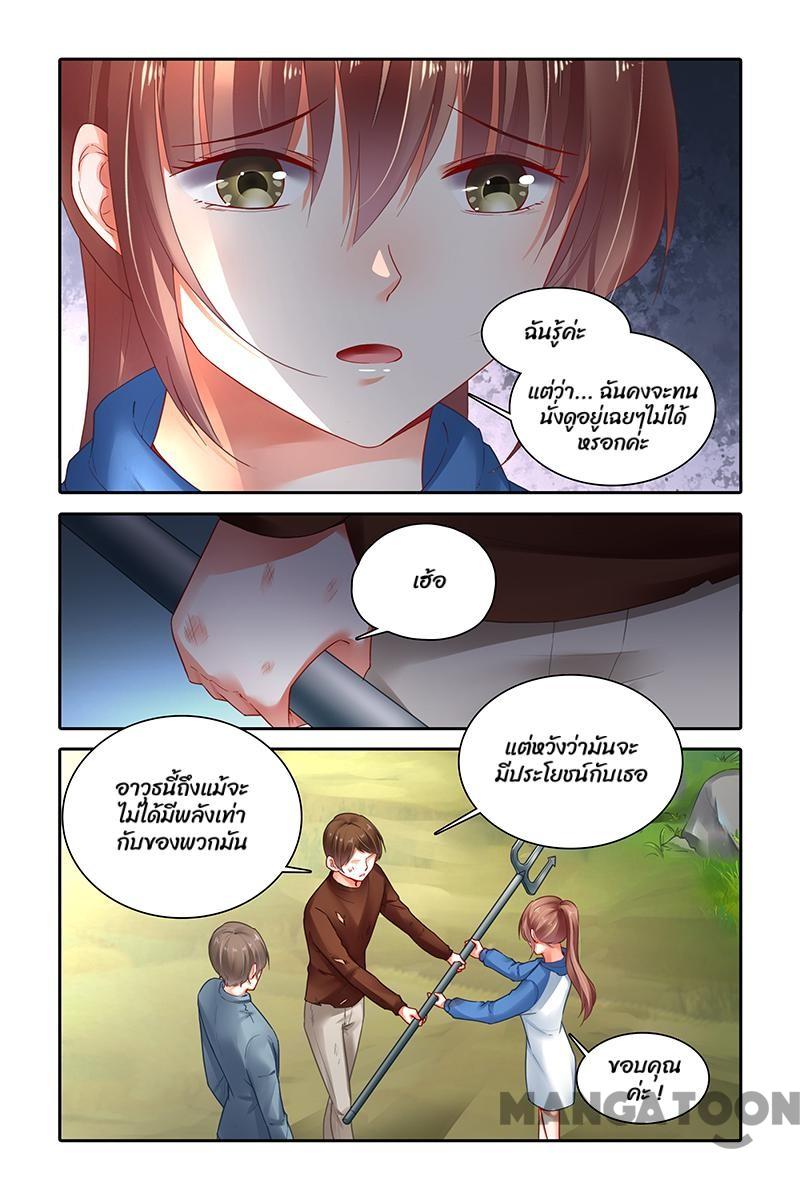 ฉันรู้ค่ะ
แต่ว่า... ฉันคงจะทน
นั่งดูอยู่เฉยๆไม่ได้
หรอกค่ะ
เฮ้อ
อาวุธนี้ถึงแม้จะ
ไม่ได้มีพลังเท่า
กับของพวกมัน
แต่หวังว่ามันจะ
มีประโยชน์กับเธอ
ขอบคุณ
ค่ะ !
MANGATOON